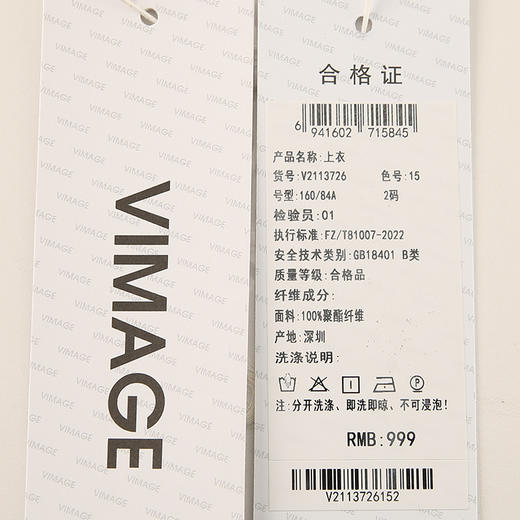 VIMAGE
合格证
6 941602 715845
产品名称:上衣
货号:V2113726 色号:15
号型:160/84A 2码
检验员:01
执行标准:FZ/T81007-2022
安全技术类别:GB18401 B类
质量等级:合格品
纤维成分:
面料:100%聚酯纤维
产地:深圳
洗涤说明:
注:分开洗涤、即洗即晾、不可浸泡!
RMB:999
V2113726152